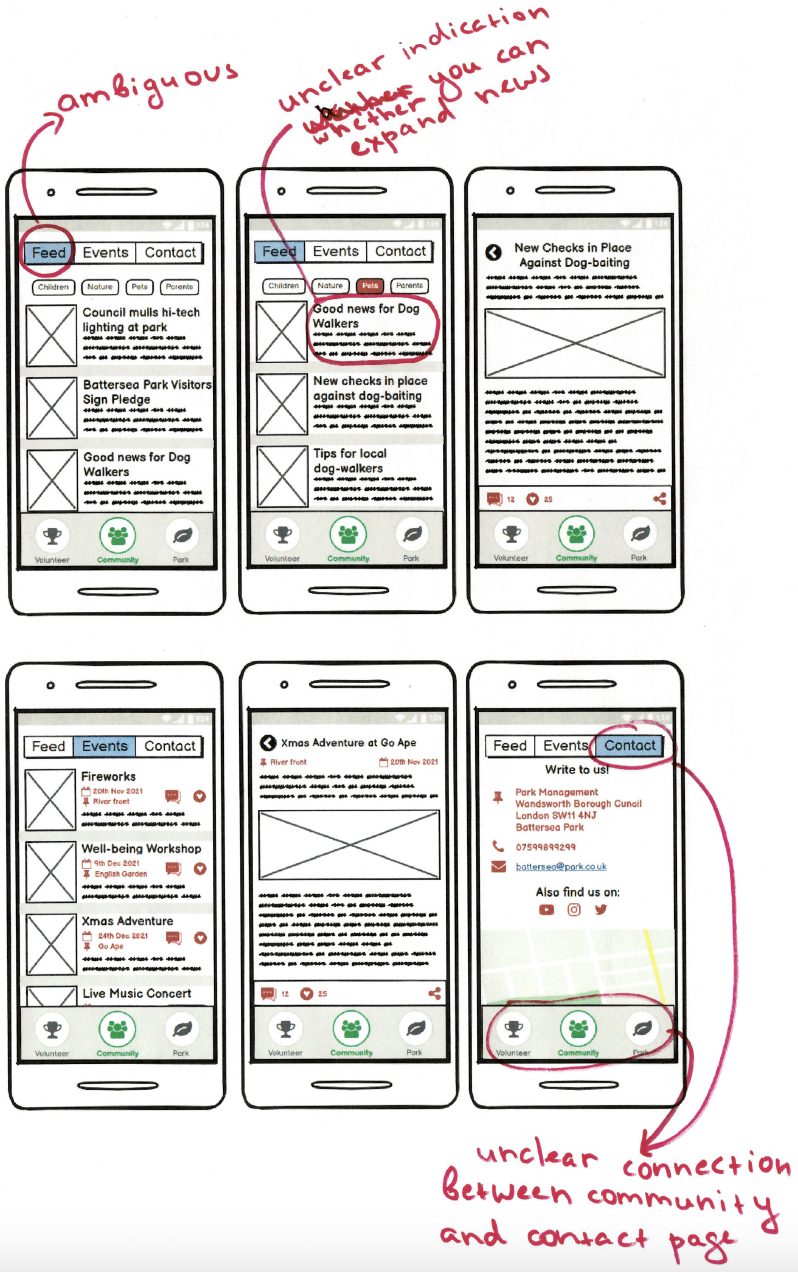 ambiguous
unclear indication
you can
whether
expand news
124
124
124
Feed Events Contact
Children Nature Pets Parents
Council mulls hi-tech
lighting at park
Battersea Park Visitors
Sign Pledge
Good news for Dog
Walkers
Volunteer Community Park
Feed Events Contact
Children Nature Pets Parents
Good news for Dog
Walkers
New checks in place
against dog-baiting
Tips for local
dog-walkers
Volunteer Community Park
New Checks in Place
Against Dog-baiting
12 25
Volunteer Community Park
124
124
124
Feed Events Contact
Fireworks
20th Nov 2021
River front
Well-being Workshop
9th Dec 2021
English Garden
Xmas Adventure
24th Dec 2021
Go Ape
Live Music Concert
Volunteer Community Park
Xmas Adventure at Go Ape
River front 20th Nov 2021
12 25
Volunteer Community Park
Feed Events Contact
Write to us!
Park Management
Wandsworth Borough Cunail
London SW11 4NJ
Battersea Park
07599899299
battersea@park.co.uk
Also find us on:
Volunteer Community Park
unclear connection
between community
and contact page